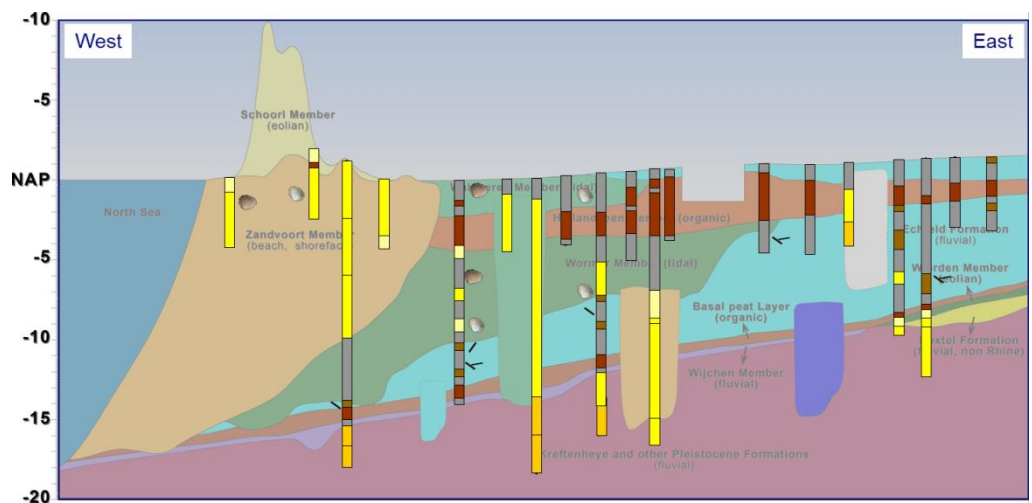 -10
West
East
Schoorl Member
(eolian)
-5
NAP
North Sea
Zandvoort Member
(beach, shoreface)
Member (tidal)
(organic)
Wormer Member (tidal)
Echteld Formation
(fluvial)
Woerden Member
(eolian)
-5
Basal peat Layer
(organic)
Boxtel Formation
(fluvial, non Rhine)
-10
Wijchen Member
(fluvial)
-15
Kreftenheye and other Pleistocene Formations
(fluvial)
-20